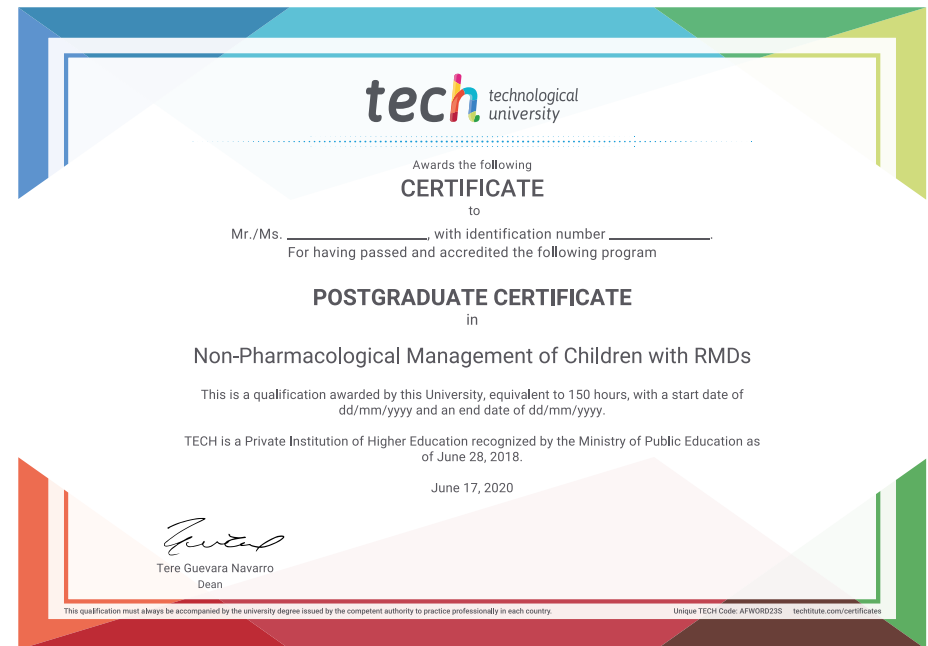 tech technological
university
Awards the following
CERTIFICATE
to
Mr./Ms. __________________, with identification number _____________.
For having passed and accredited the following program
POSTGRADUATE CERTIFICATE
in
Non-Pharmacological Management of Children with RMDs
This is a qualification awarded by this University, equivalent to 150 hours, with a start date of
dd/mm/yyyy and an end date of dd/mm/yyyy.
TECH is a Private Institution of Higher Education recognized by the Ministry of Public Education as
of June 28, 2018.
June 17, 2020
Tere Guevara Navarro
Dean
This qualification must always be accompanied by the university degree issued by the competent authority to practice professionally in each country.
Unique TECH Code: AFWORD23S techtitute.com/certificates